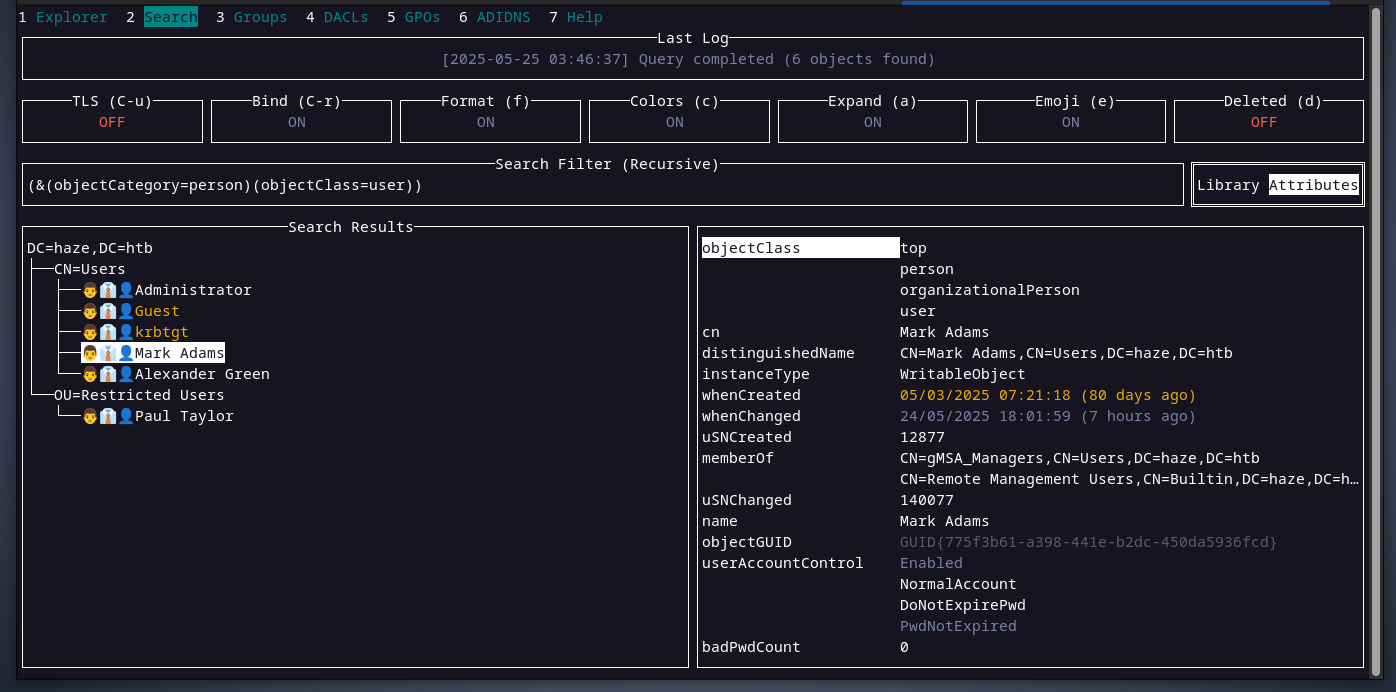 1 Explorer 2 Search 3 Groups 4 DACLs 5 GPOs 6 ADIDNS 7 Help
Last Log
[2025-05-25 03:46:37] Query completed (6 objects found)
TLS (C-u) Bind (C-r) Format (f) Colors (c) Expand (a) Emoji (e) Deleted (d)
OFF ON ON ON ON ON OFF
Search Filter (Recursive)
(&(objectCategory=person)(objectClass=user)) Library Attributes
Search Results
DC=haze,DC=htb
CN=Users
Administrator
Guest
krbtgt
Mark Adams
Alexander Green
OU=Restricted Users
Paul Taylor
objectClass top
person
organizationalPerson
user
cn Mark Adams
distinguishedName CN=Mark Adams,CN=Users,DC=haze,DC=htb
instanceType WritableObject
whenCreated 05/03/2025 07:21:18 (80 days ago)
whenChanged 24/05/2025 18:01:59 (7 hours ago)
uSNCreated 12877
memberOf CN=gMSA_Managers,CN=Users,DC=haze,DC=htb
CN=Remote Management Users,CN=Builtin,DC=haze,DC=h…
uSNChanged 140077
name Mark Adams
objectGUID GUID{775f3b61-a398-441e-b2dc-450da5936fcd}
userAccountControl Enabled
NormalAccount
DoNotExpirePwd
PwdNotExpired
badPwdCount 0